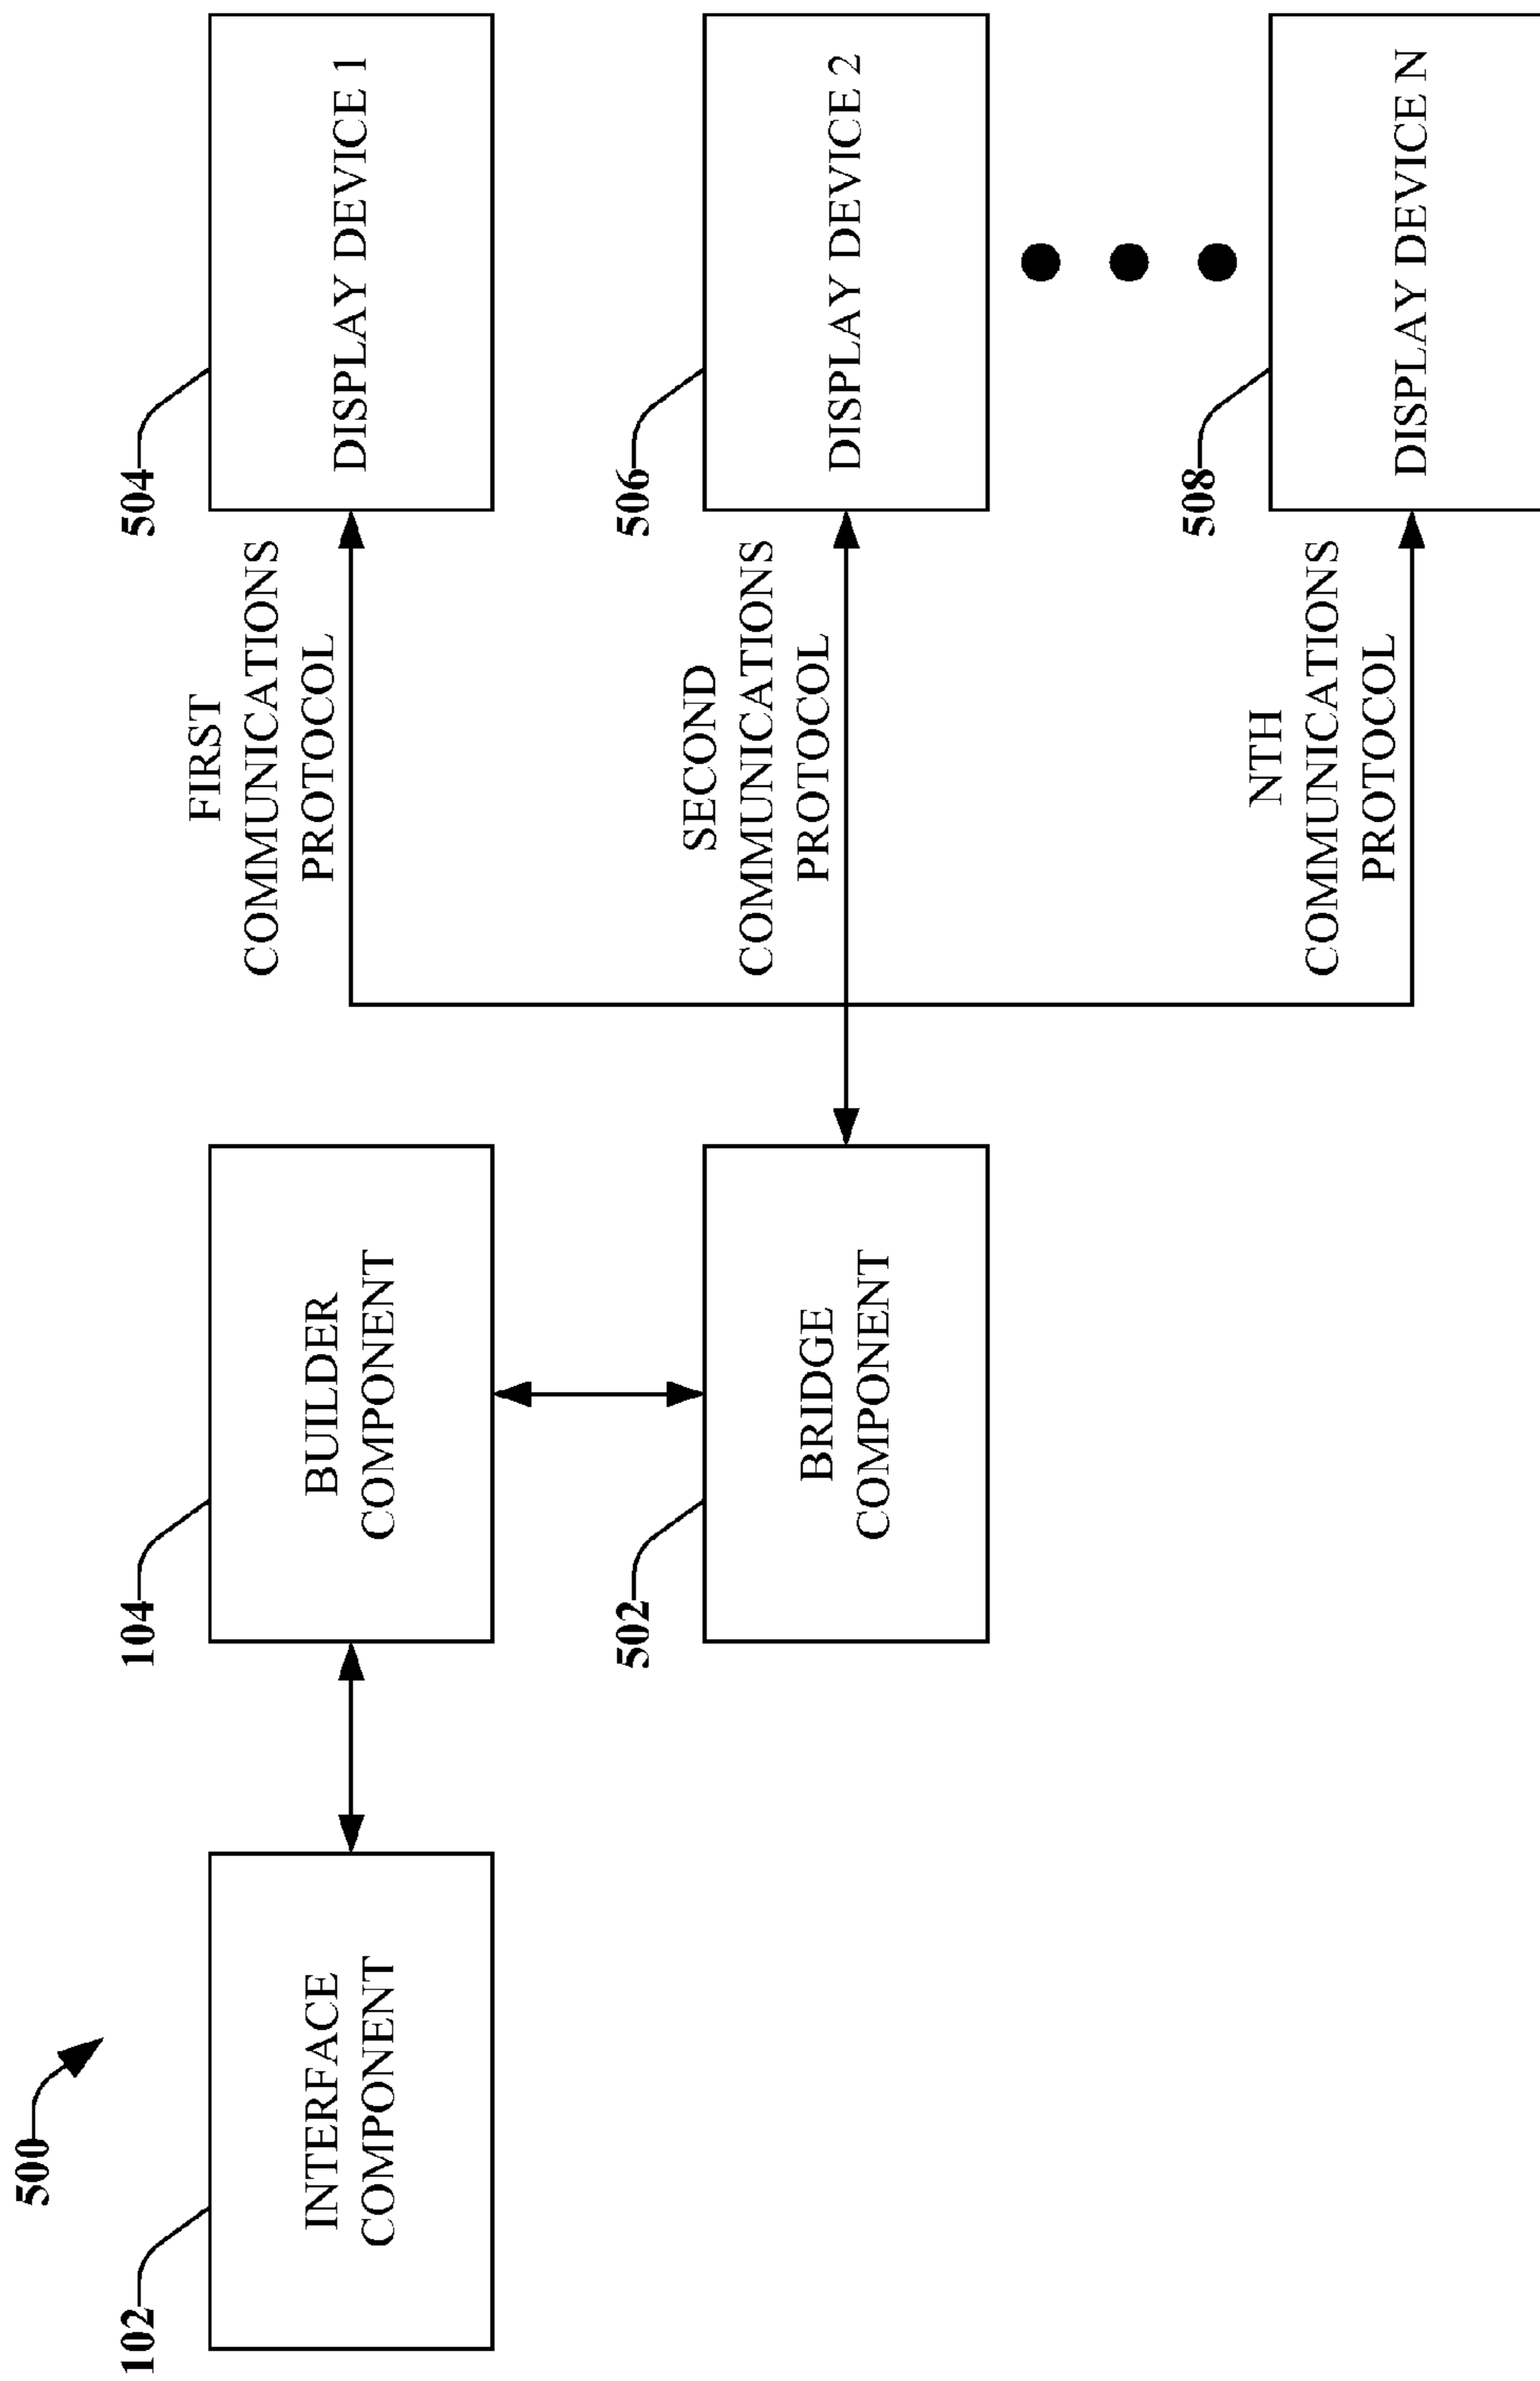 500
102
INTERFACE
COMPONENT
104
BUILDER
COMPONENT
502
BRIDGE
COMPONENT
FIRST
COMMUNICATIONS
PROTOCOL
504
DISPLAY DEVICE 1
SECOND
COMMUNICATIONS
PROTOCOL
506
DISPLAY DEVICE 2
NTH
COMMUNICATIONS
PROTOCOL
508
DISPLAY DEVICE N